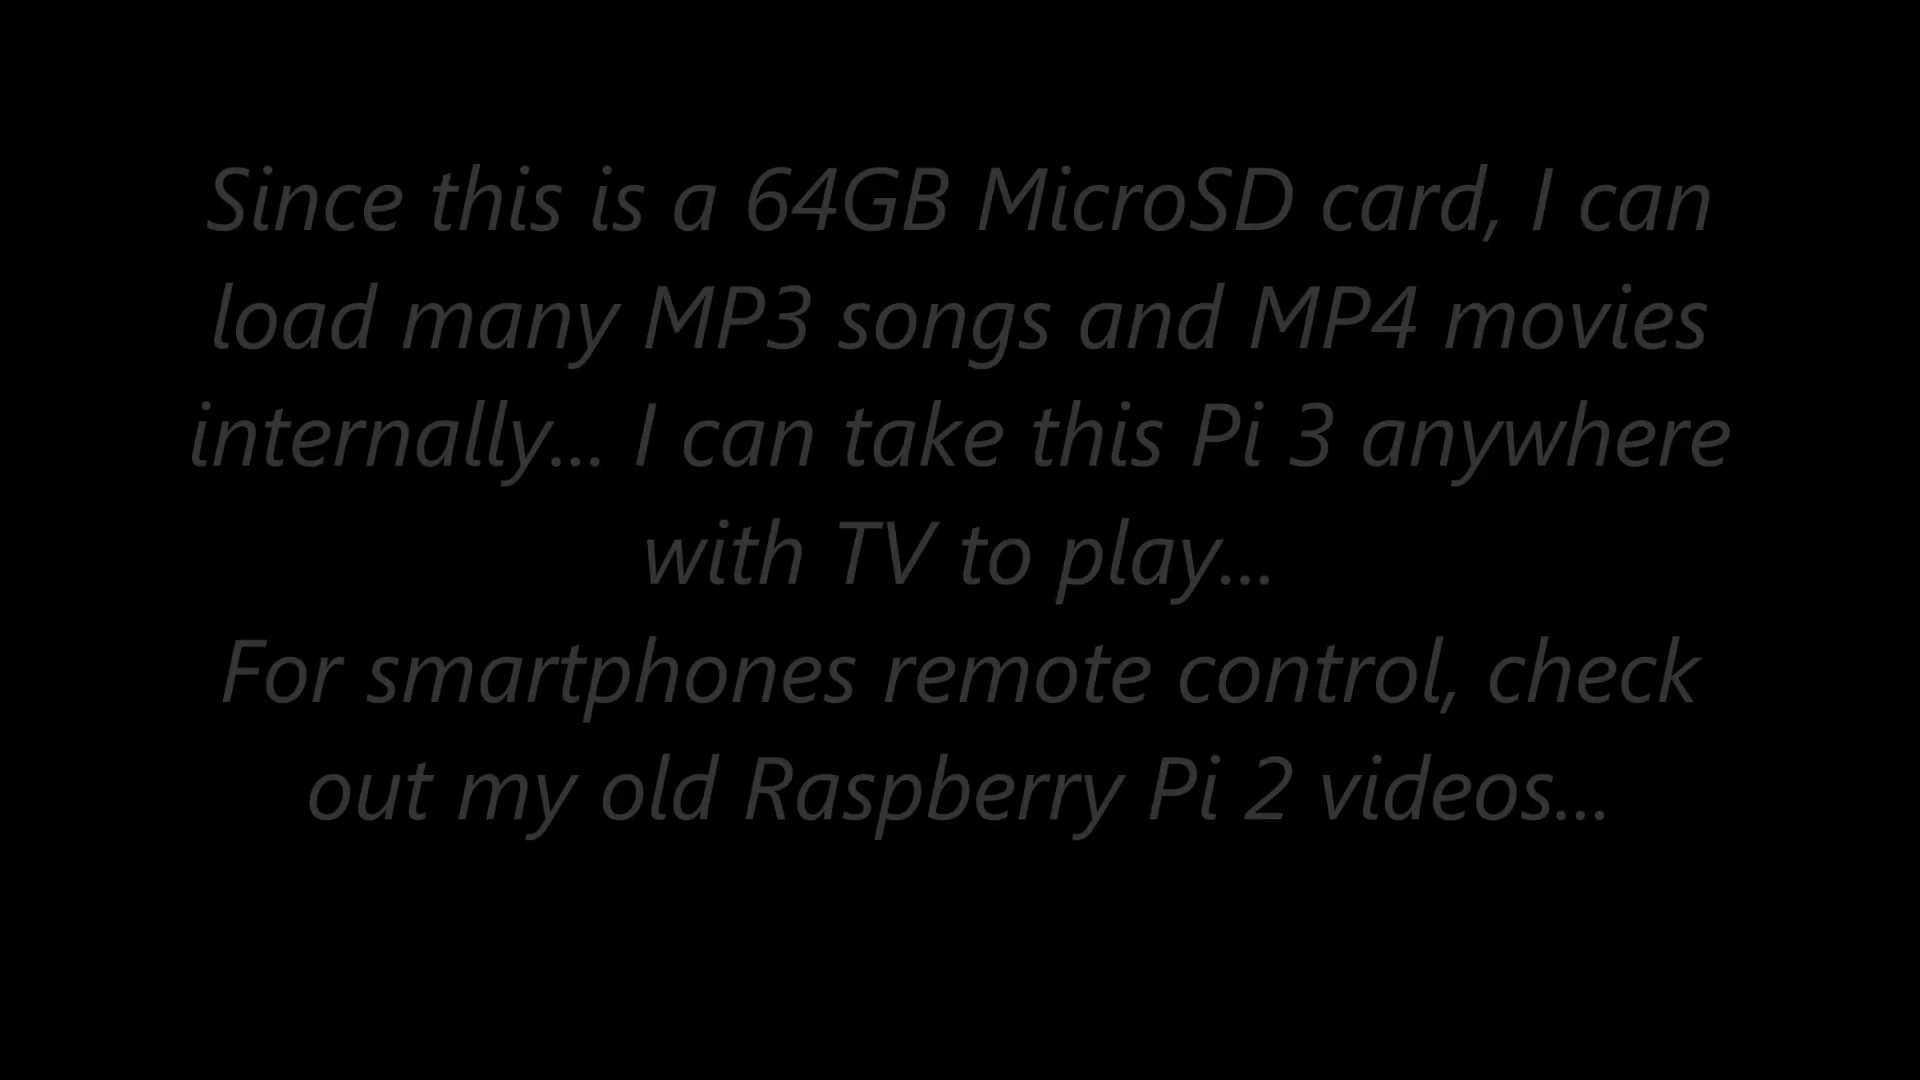 Since this is a 64GB MicroSD card, I can
load many MP3 songs and MP4 movies
internally... I can take this Pi 3 anywhere
with TV to play...
For smartphones remote control, check
out my old Raspberry Pi 2 videos...